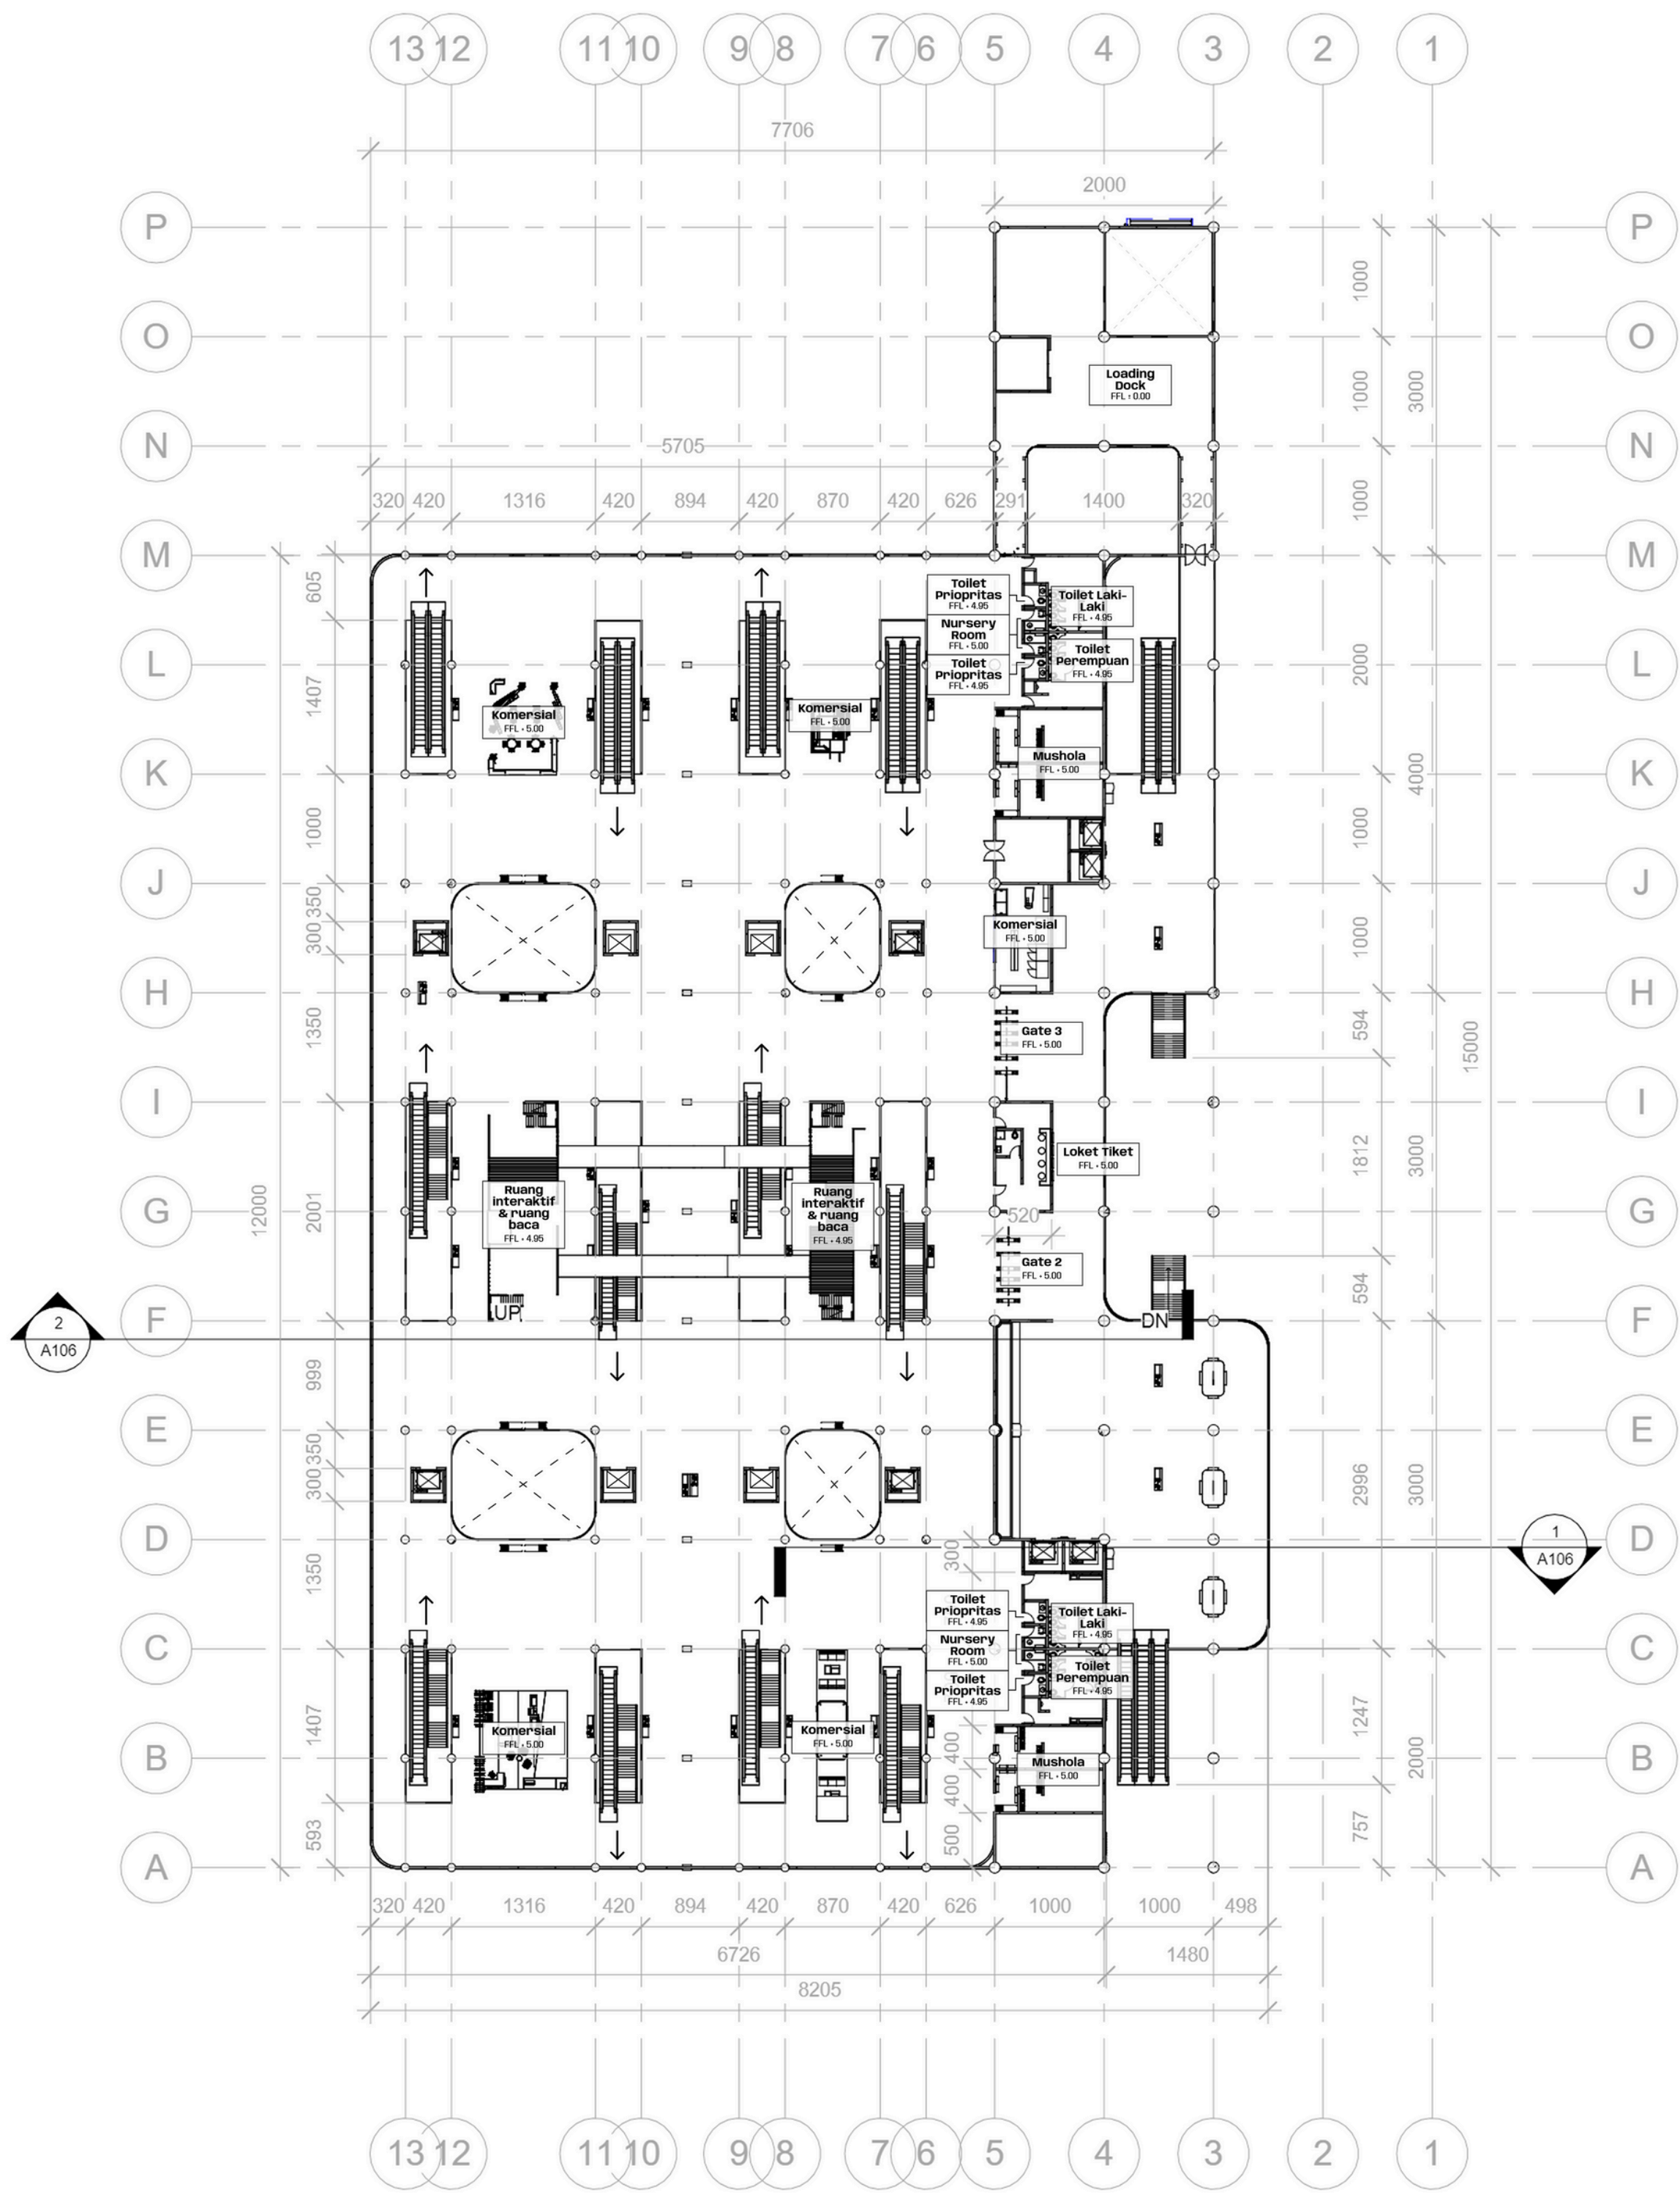 13 12 11 10 9 8 7 6 5 4 3 2 1
7706
2000
P P
1000
O O
Loading
Dock
FFL ± 0.00
1000 3000
N N
5705
320 420 1316 420 894 420 870 420 626 291 1400 320
1000
M M
605
Toilet
Priopritas
FFL + 4.95
Toilet Laki-
Laki
FFL + 4.95
Nursery
Room
FFL + 5.00
Toilet
Perempuan
FFL + 4.95
Toilet
Priopritas
FFL + 4.95
L L
2000
1407
Komersial
FFL + 5.00
Komersial
FFL + 5.00
Mushola
FFL + 5.00
K K
4000
1000 1000
J J
350
300
Komersial
FFL + 5.00
1000
H H
1350
Gate 3
FFL + 5.00
594
15000
I I
Loket Tiket
FFL + 5.00
1812 3000
12000
2001
Ruang
interaktif
& ruang
baca
FFL + 4.95
Ruang
interaktif
& ruang
baca
FFL + 4.95
G G
520
Gate 2
FFL + 5.00
594
UP
DN
F F
2
A106
999
E E
350
300
2996 3000
D D
1
A106
300
1350
Toilet
Priopritas
FFL + 4.95
Toilet Laki-
Laki
FFL + 4.95
Nursery
Room
FFL + 5.00
Toilet
Perempuan
FFL + 4.95
Toilet
Priopritas
FFL + 4.95
C C
1407
Komersial
FFL + 5.00
Komersial
FFL + 5.00
400
1247
Mushola
FFL + 5.00
B B
2000
400
593
500
757
A A
320 420 1316 420 894 420 870 420 626 1000 1000 498
6726 1480
8205
13 12 11 10 9 8 7 6 5 4 3 2 1